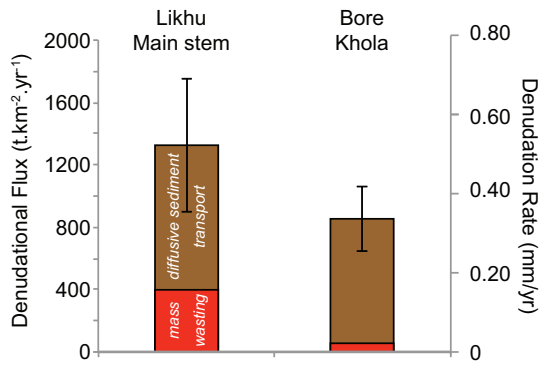 Likhu
Main stem
Bore
Khola
Denudational Flux (t.km⁻².yr⁻¹)
2000
1600
1200
800
400
0
diffusive sediment
transport
mass
wasting
0.80
0.60
0.40
0.20
0
Denudation Rate (mm/yr)